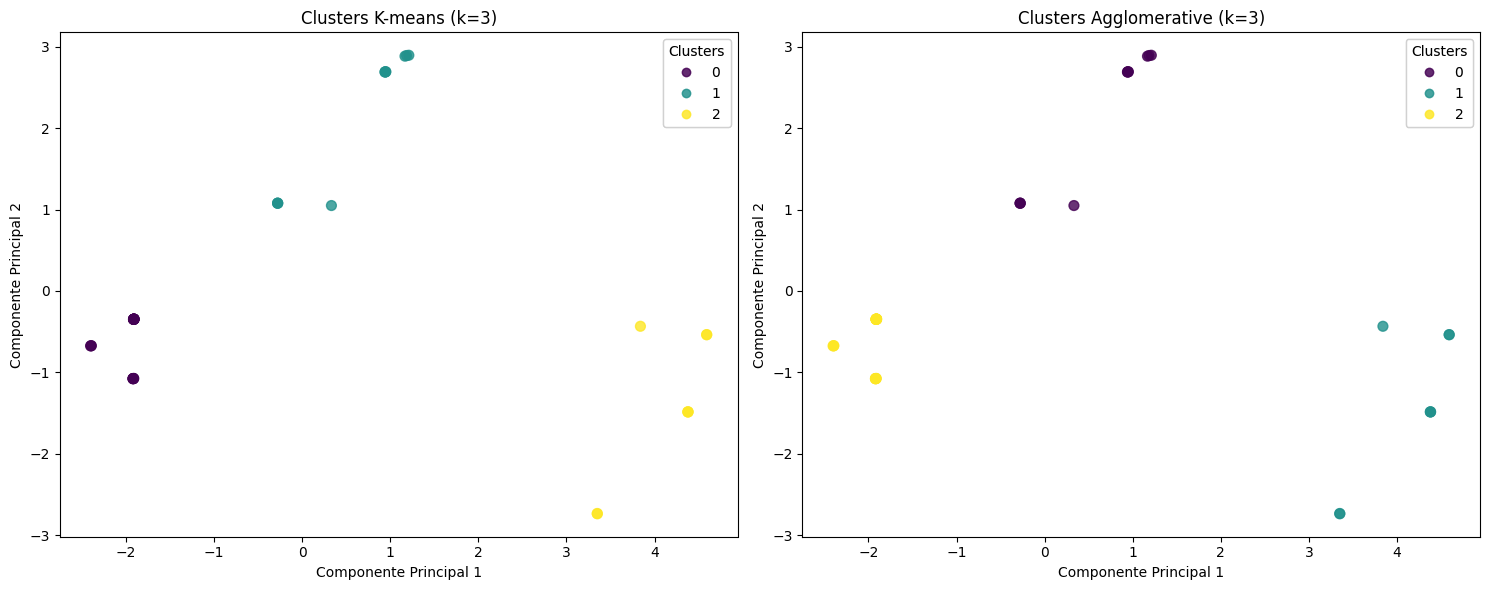 Clusters K-means (k=3)
Clusters
0
1
2
3
2
1
0
−1
−2
−3
Componente Principal 2
−2 −1 0 1 2 3 4
Componente Principal 1
Clusters Agglomerative (k=3)
Clusters
0
1
2
3
2
1
0
−1
−2
−3
Componente Principal 2
−2 −1 0 1 2 3 4
Componente Principal 1